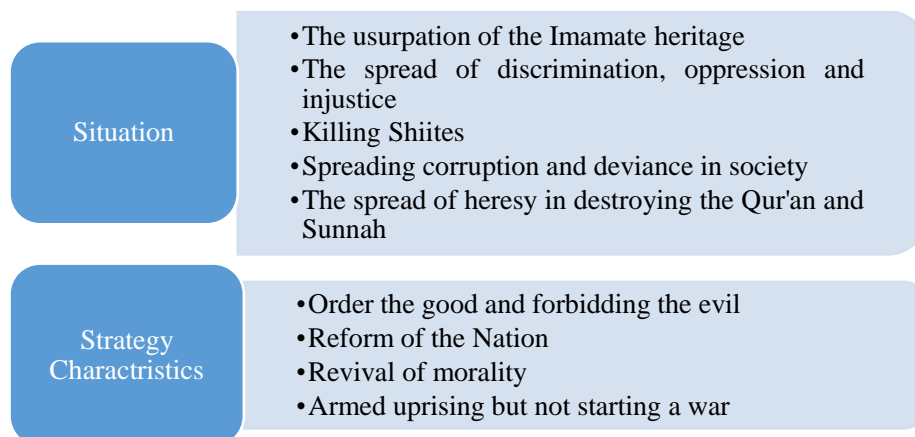 Situation
•The usurpation of the Imamate heritage
•The spread of discrimination, oppression and
injustice
•Killing Shiites
•Spreading corruption and deviance in society
•The spread of heresy in destroying the Qur'an and
Sunnah
Strategy
Charactristics
•Order the good and forbidding the evil
•Reform of the Nation
•Revival of morality
•Armed uprising but not starting a war